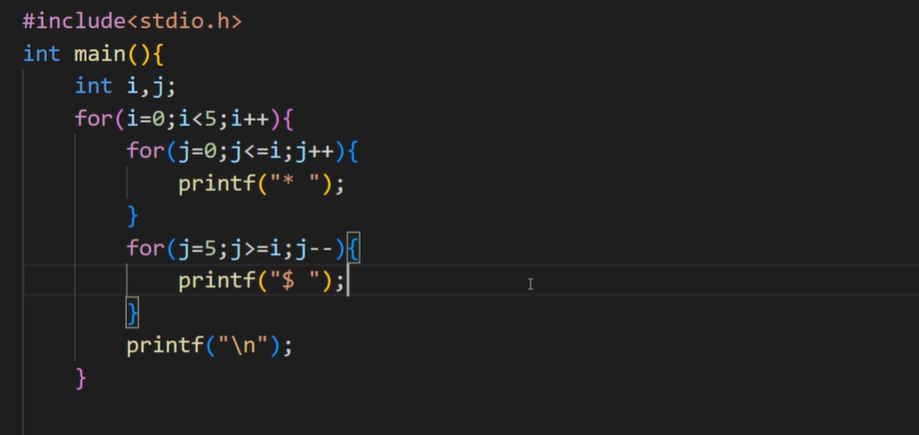 #include<stdio.h>
int main(){
    int i,j;
    for(i=0;i<5;i++){
        for(j=0;j<=i;j++){
            printf("* ");
        }
        for(j=5;j>=i;j--){
            printf("$ ");
        }
        printf("\n");
    }